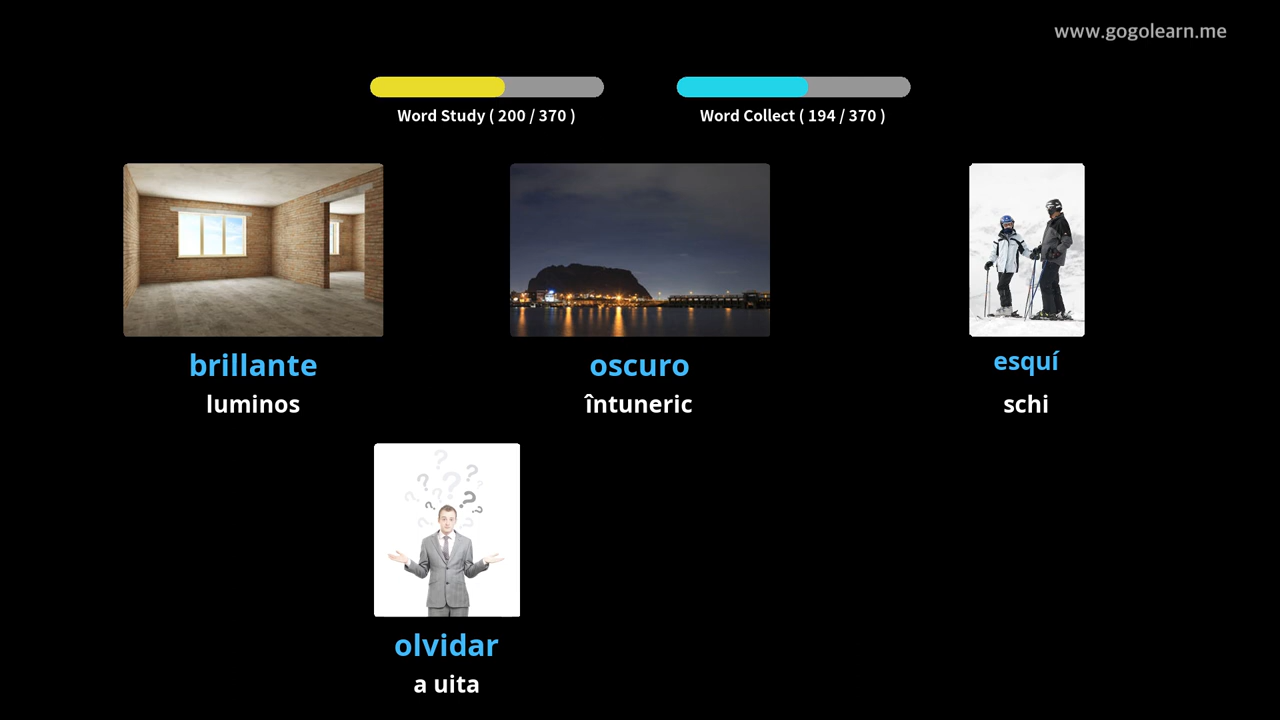 www.gogolearn.me
Word Study ( 200 / 370 )
Word Collect ( 194 / 370 )
brillante
luminos
oscuro
întuneric
esquí
schi
olvidar
a uita